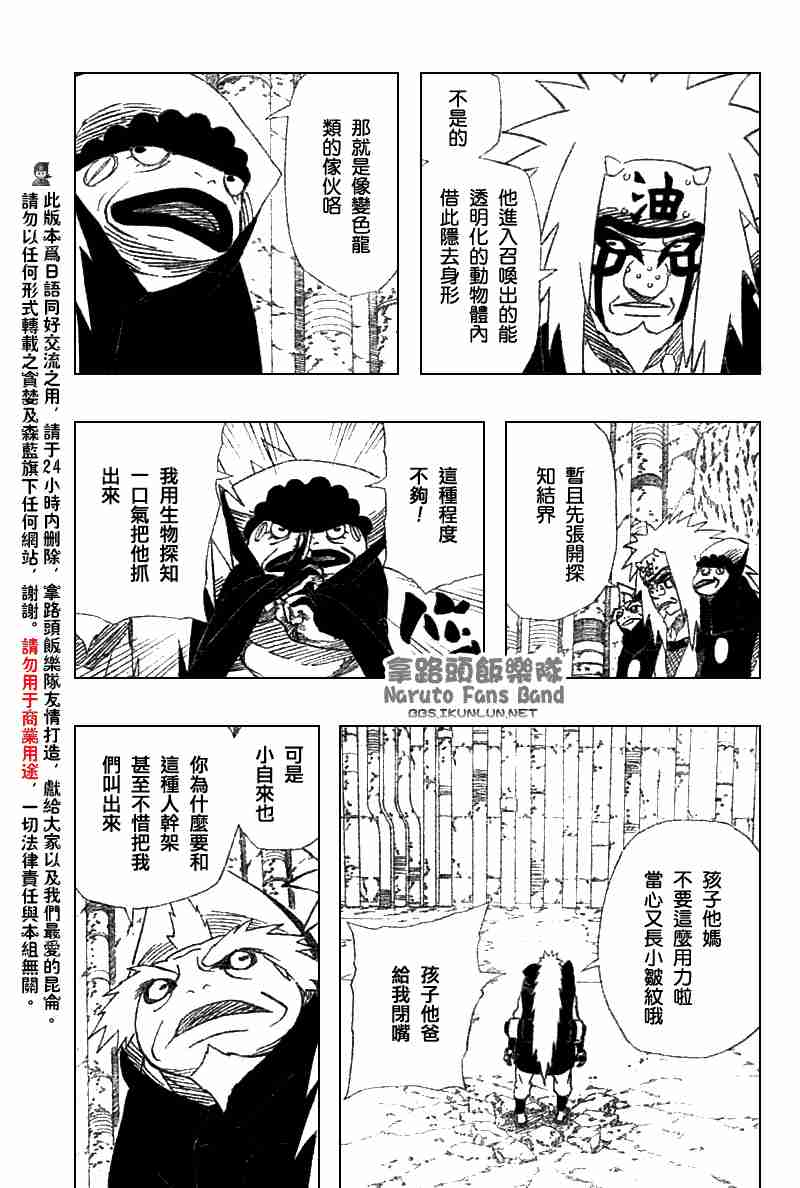 不是的
他進入召喚出的能
透明化的動物體內
借此隱去身形
油
那就是像變色龍
類的傢伙咯
暫且先張開探
知結界
這種程度
不夠!
我用生物探知
一口氣把他抓
出來
拿路頭飯樂隊
Naruto Fans Band
GGS.IKUNLUN.NET
孩子他媽
不要這麼用力啦
當心又長小皺紋哦
孩子他爸
給我閉嘴
可是
小自來也
你為什麼要和
這種人幹架
甚至不惜把我
們叫出來
此版本爲日語同好交流之用，請于24小時内刪除，拿路頭飯樂隊友情打造，獻給大家以及我們最愛的昆侖。
請勿以任何形式轉載之貪婪及森藍旗下任何網站，謝謝。請勿用于商業用途，一切法律責任與本組無關。